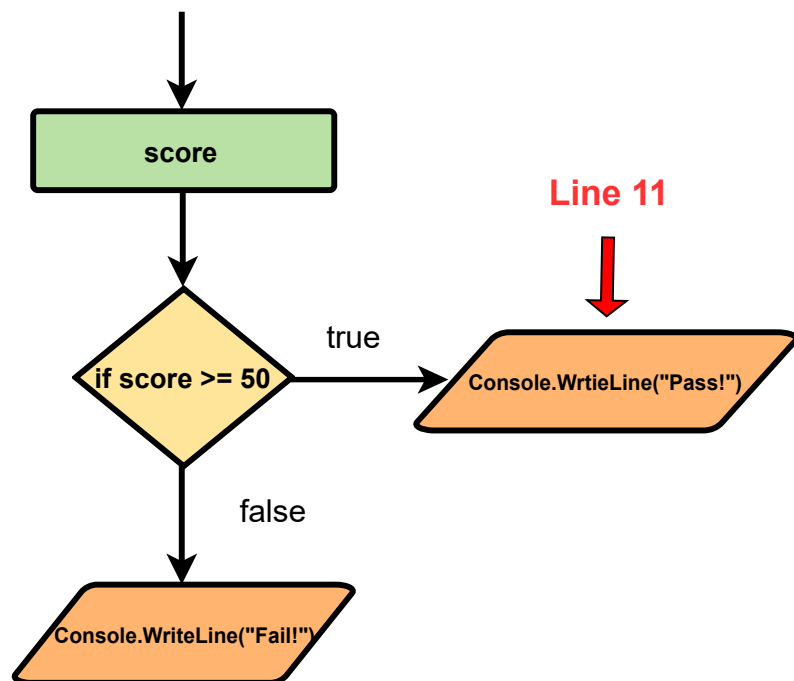 score
Line 11
if score >= 50
true
Console.WrtieLine("Pass!")
false
Console.WriteLine("Fail!")